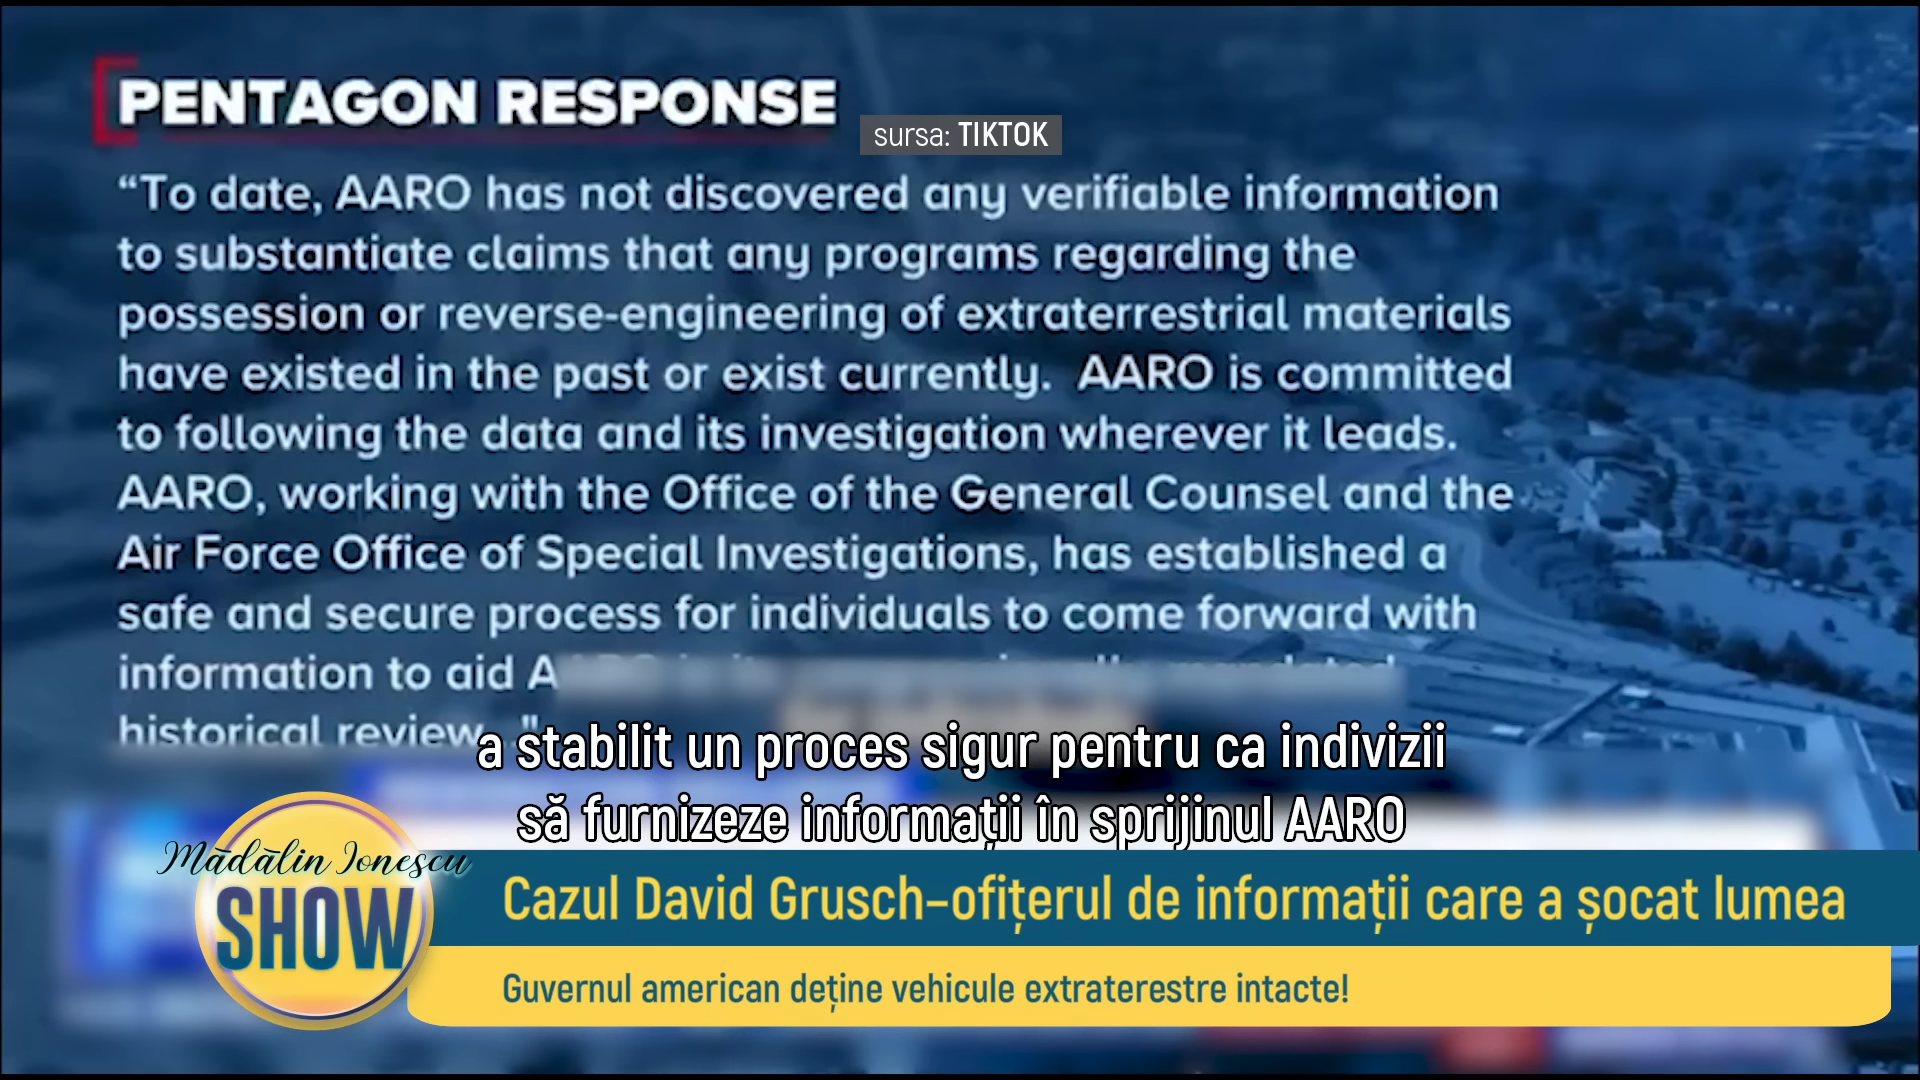 PENTAGON RESPONSE
sursa: TIKTOK
“To date, AARO has not discovered any verifiable information
to substantiate claims that any programs regarding the
possession or reverse-engineering of extraterrestrial materials
have existed in the past or exist currently. AARO is committed
to following the data and its investigation wherever it leads.
AARO, working with the Office of the General Counsel and the
Air Force Office of Special Investigations, has established a
safe and secure process for individuals to come forward with
information to aid
historical review
a stabilit un proces sigur pentru ca indivizii
să furnizeze informații în sprijinul AARO
Mădălin Ionescu
SHOW
Cazul David Grusch-ofițerul de informații care a șocat lumea
Guvernul american deține vehicule extraterestre intacte!